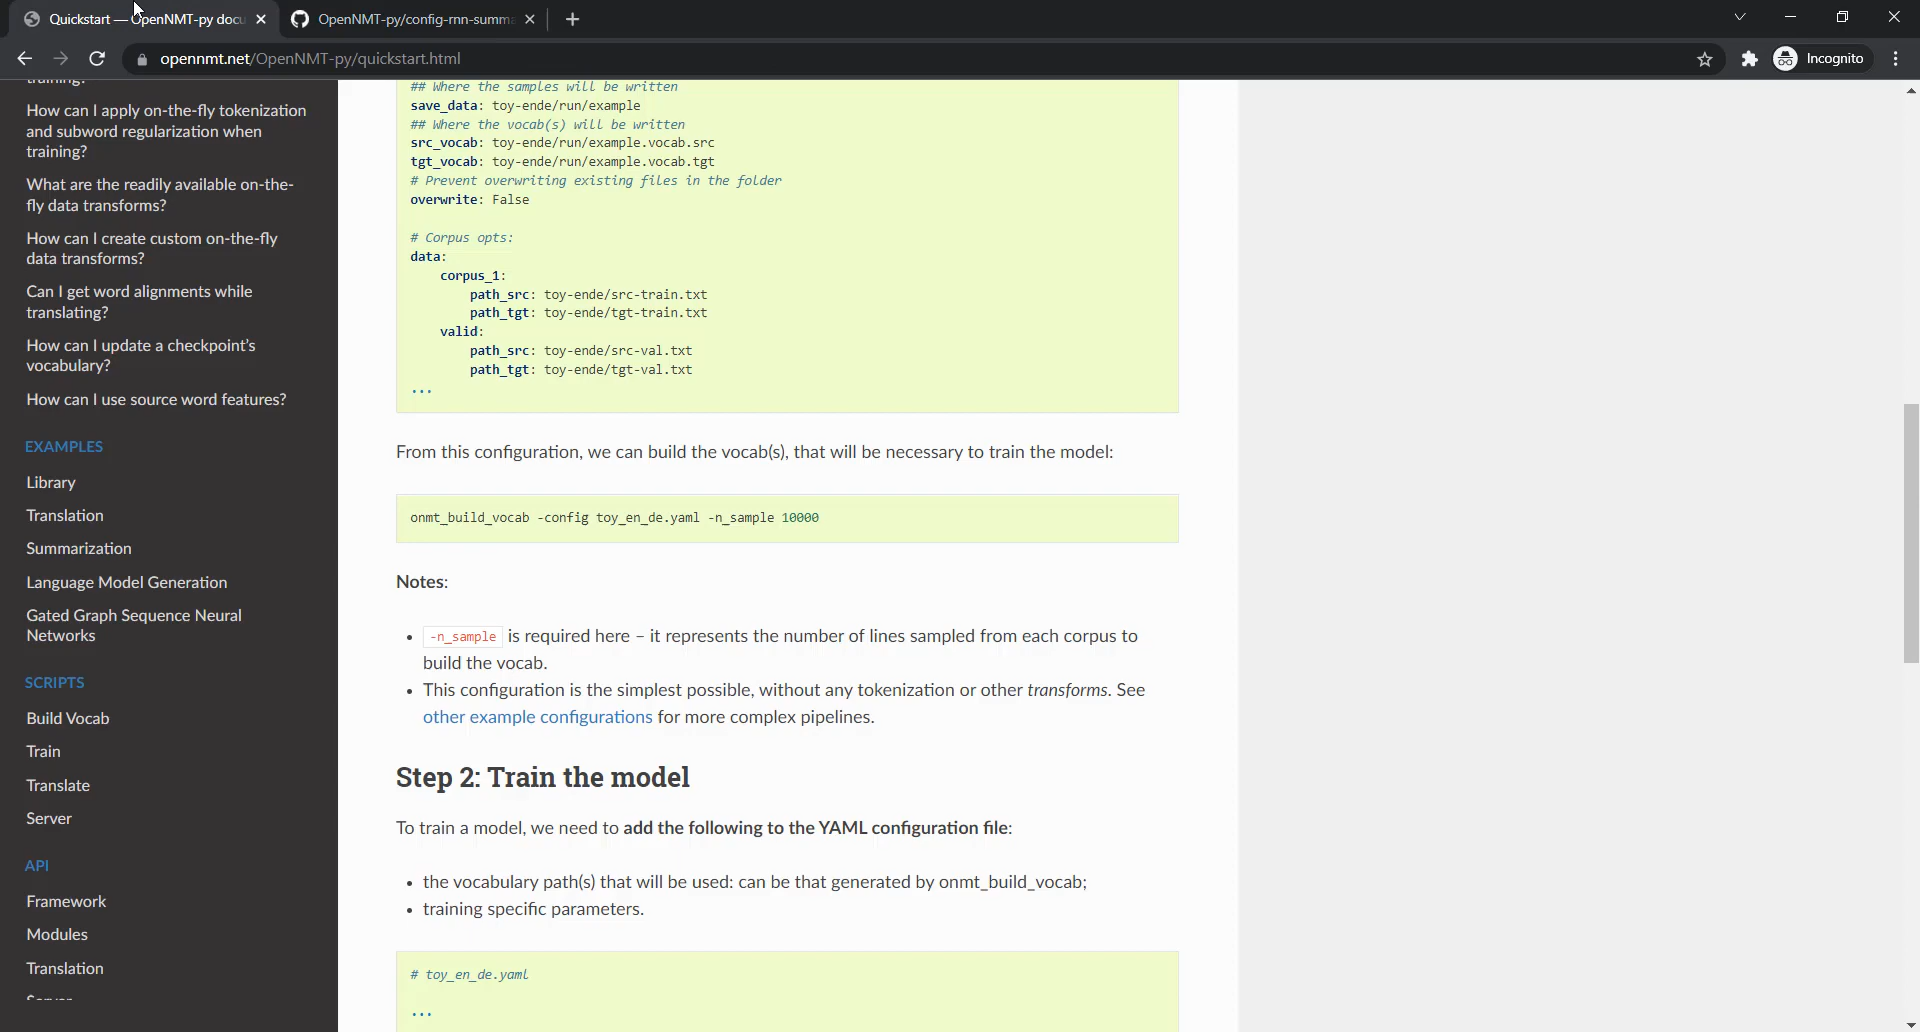 Quickstart — OpenNMT-py docu
OpenNMT-py/config-rnn-summa
opennmt.net/OpenNMT-py/quickstart.html
Incognito
training?
How can I apply on-the-fly tokenization
and subword regularization when
training?
What are the readily available on-the-
fly data transforms?
How can I create custom on-the-fly
data transforms?
Can I get word alignments while
translating?
How can I update a checkpoint's
vocabulary?
How can I use source word features?
EXAMPLES
Library
Translation
Summarization
Language Model Generation
Gated Graph Sequence Neural
Networks
SCRIPTS
Build Vocab
Train
Translate
Server
API
Framework
Modules
Translation
Server
## Where the samples will be written
save_data: toy-ende/run/example
## Where the vocab(s) will be written
src_vocab: toy-ende/run/example.vocab.src
tgt_vocab: toy-ende/run/example.vocab.tgt
# Prevent overwriting existing files in the folder
overwrite: False
# Corpus opts:
data:
corpus_1:
path_src: toy-ende/src-train.txt
path_tgt: toy-ende/tgt-train.txt
valid:
path_src: toy-ende/src-val.txt
path_tgt: toy-ende/tgt-val.txt
...
From this configuration, we can build the vocab(s), that will be necessary to train the model:
onmt_build_vocab -config toy_en_de.yaml -n_sample 10000
Notes:
• -n_sample is required here – it represents the number of lines sampled from each corpus to
build the vocab.
• This configuration is the simplest possible, without any tokenization or other transforms. See
other example configurations for more complex pipelines.
Step 2: Train the model
To train a model, we need to add the following to the YAML configuration file:
• the vocabulary path(s) that will be used: can be that generated by onmt_build_vocab;
• training specific parameters.
# toy_en_de.yaml
...